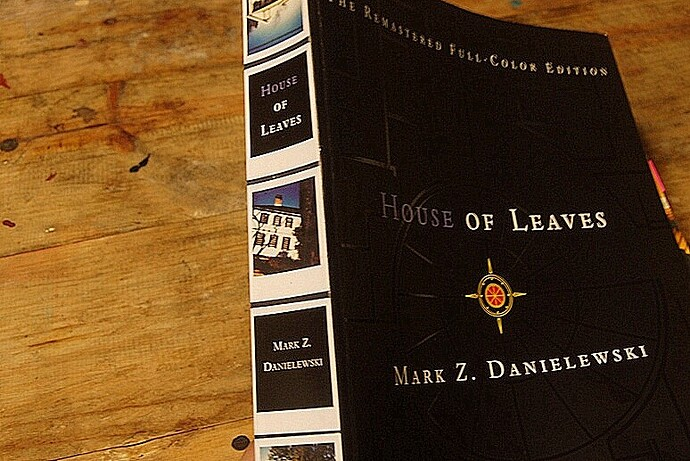 The Remastered Full-Color Edition
House of Leaves
Mark Z. Danielewski
House
of
Leaves
Mark Z.
Danielewski